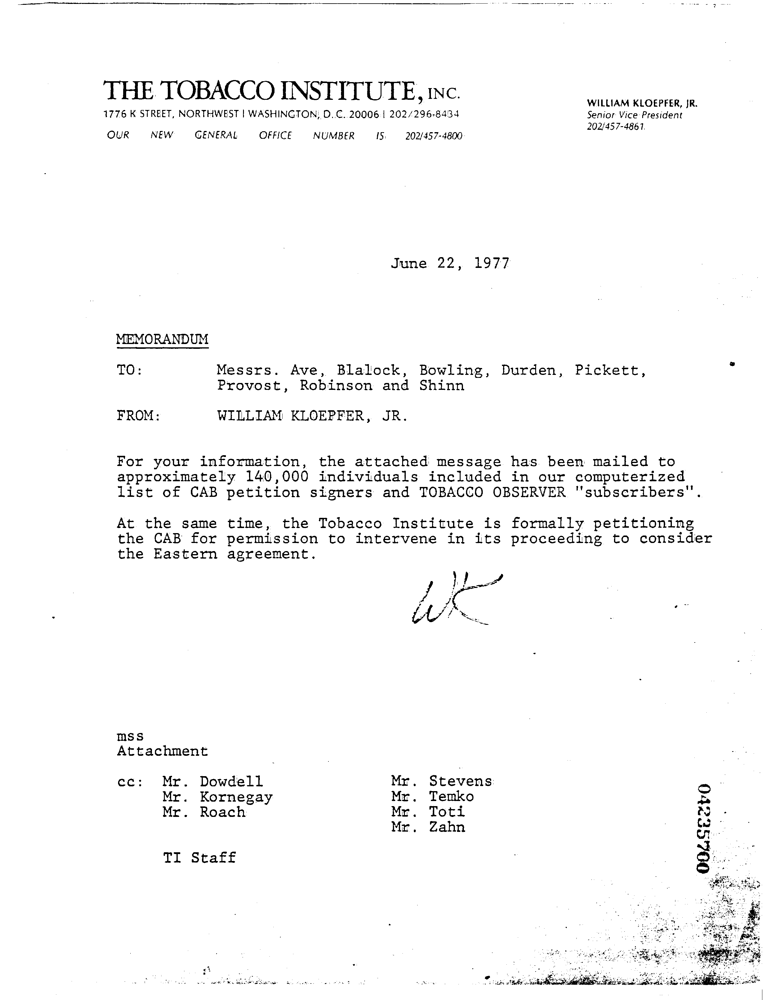 THE TOBACCO INSTITUTE, INC.
1776 K STREET, NORTHWEST | WASHINGTON, D.C. 20006 | 202/296-8434
OUR NEW GENERAL OFFICE NUMBER IS 202/457-4800
WILLIAM KLOEPFER, JR.
Senior Vice President
202/457-4861
June 22, 1977
MEMORANDUM
TO: Messrs. Ave, Blalock, Bowling, Durden, Pickett,
Provost, Robinson and Shinn
FROM: WILLIAM KLOEPFER, JR.
For your information, the attached message has been mailed to
approximately 140,000 individuals included in our computerized
list of CAB petition signers and TOBACCO OBSERVER "subscribers".
At the same time, the Tobacco Institute is formally petitioning
the CAB for permission to intervene in its proceeding to consider
the Eastern agreement.
WK
mss
Attachment
cc: Mr. Dowdell Mr. Stevens
Mr. Kornegay Mr. Temko
Mr. Roach Mr. Toti
Mr. Zahn
TI Staff
04235700